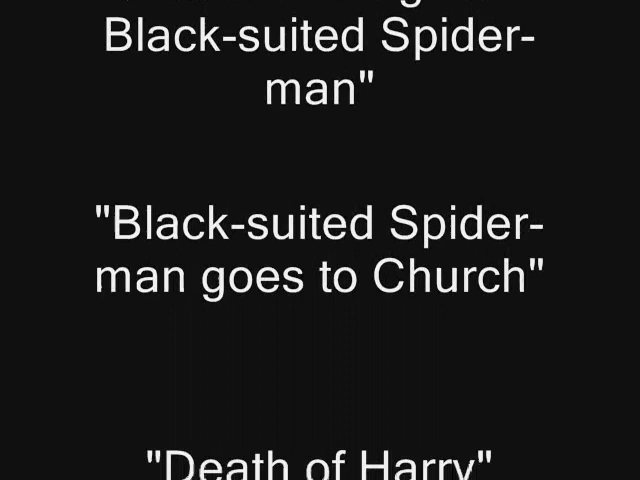 Black-suited Spider-
man"
"Black-suited Spider-
man goes to Church"
"Death of Harry"